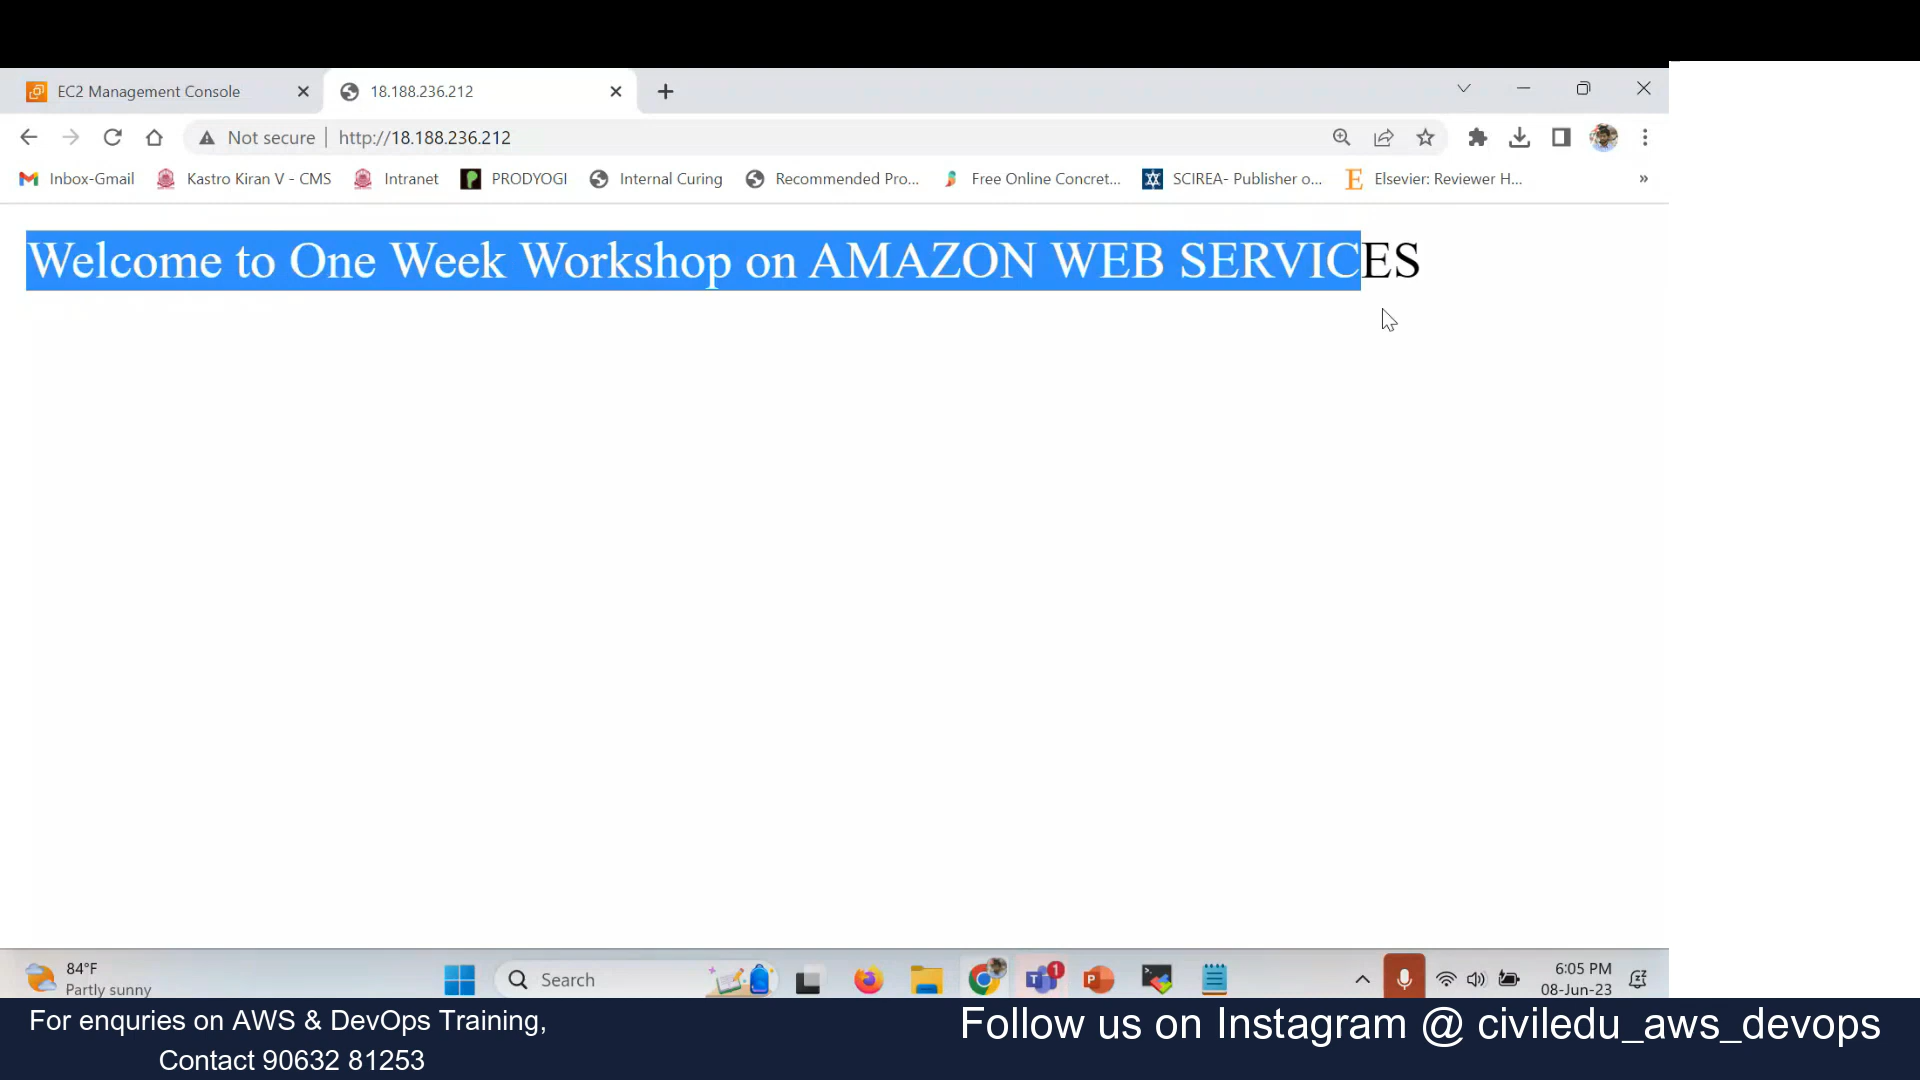 EC2 Management Console
18.188.236.212
Not secure
http://18.188.236.212
Inbox-Gmail
Kastro Kiran V - CMS
Intranet
PRODYOGI
Internal Curing
Recommended Pro...
Free Online Concret...
SCIREA- Publisher o...
Elsevier: Reviewer H...
»
Welcome to One Week Workshop on AMAZON WEB SERVICES
84°F
Partly sunny
Search
1
6:05 PM
08-Jun-23
For enquries on AWS & DevOps Training,
Contact 90632 81253
Follow us on Instagram @ civiledu_aws_devops